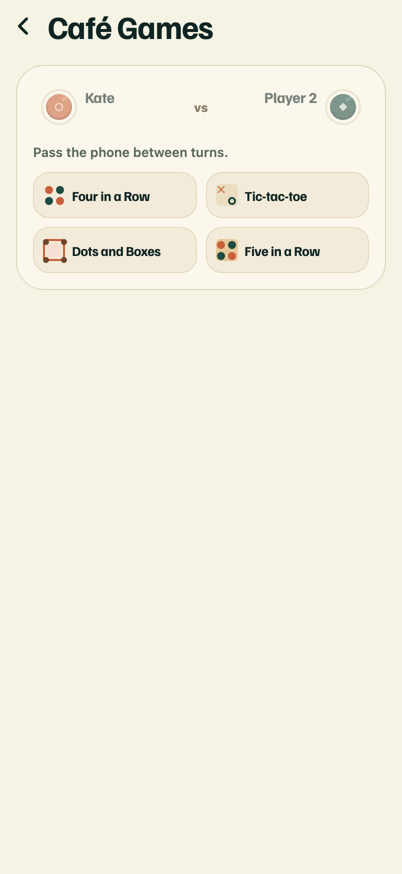 Café Games
Kate
vs
Player 2
Pass the phone between turns.
Four in a Row
Tic-tac-toe
Dots and Boxes
Five in a Row